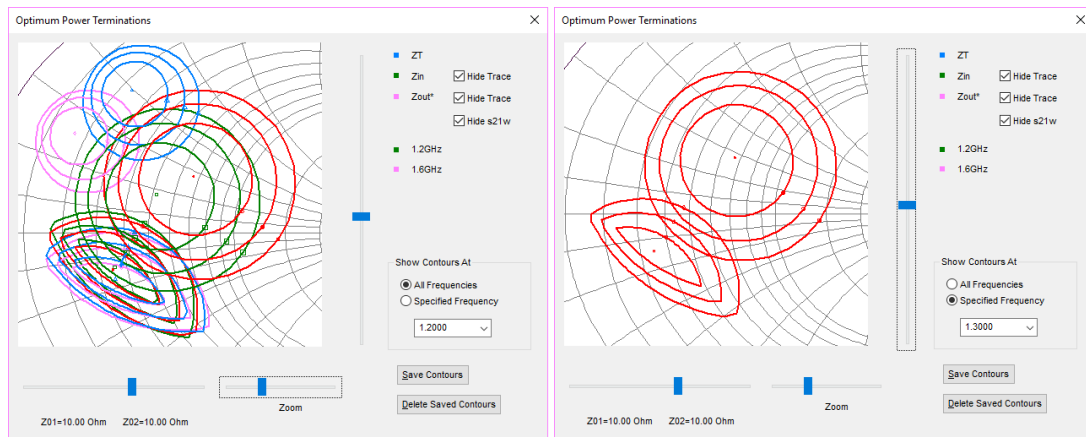 Optimum Power Terminations
ZT
Zin
Hide Trace
Zout*
Hide Trace
Hide s21w
1.2GHz
1.6GHz
Show Contours At
All Frequencies
Specified Frequency
1.2000
Save Contours
Zoom
Delete Saved Contours
Z01=10.00 Ohm Z02=10.00 Ohm
Optimum Power Terminations
ZT
Zin
Hide Trace
Zout*
Hide Trace
Hide s21w
1.2GHz
1.6GHz
Show Contours At
All Frequencies
Specified Frequency
1.3000
Save Contours
Zoom
Delete Saved Contours
Z01=10.00 Ohm Z02=10.00 Ohm